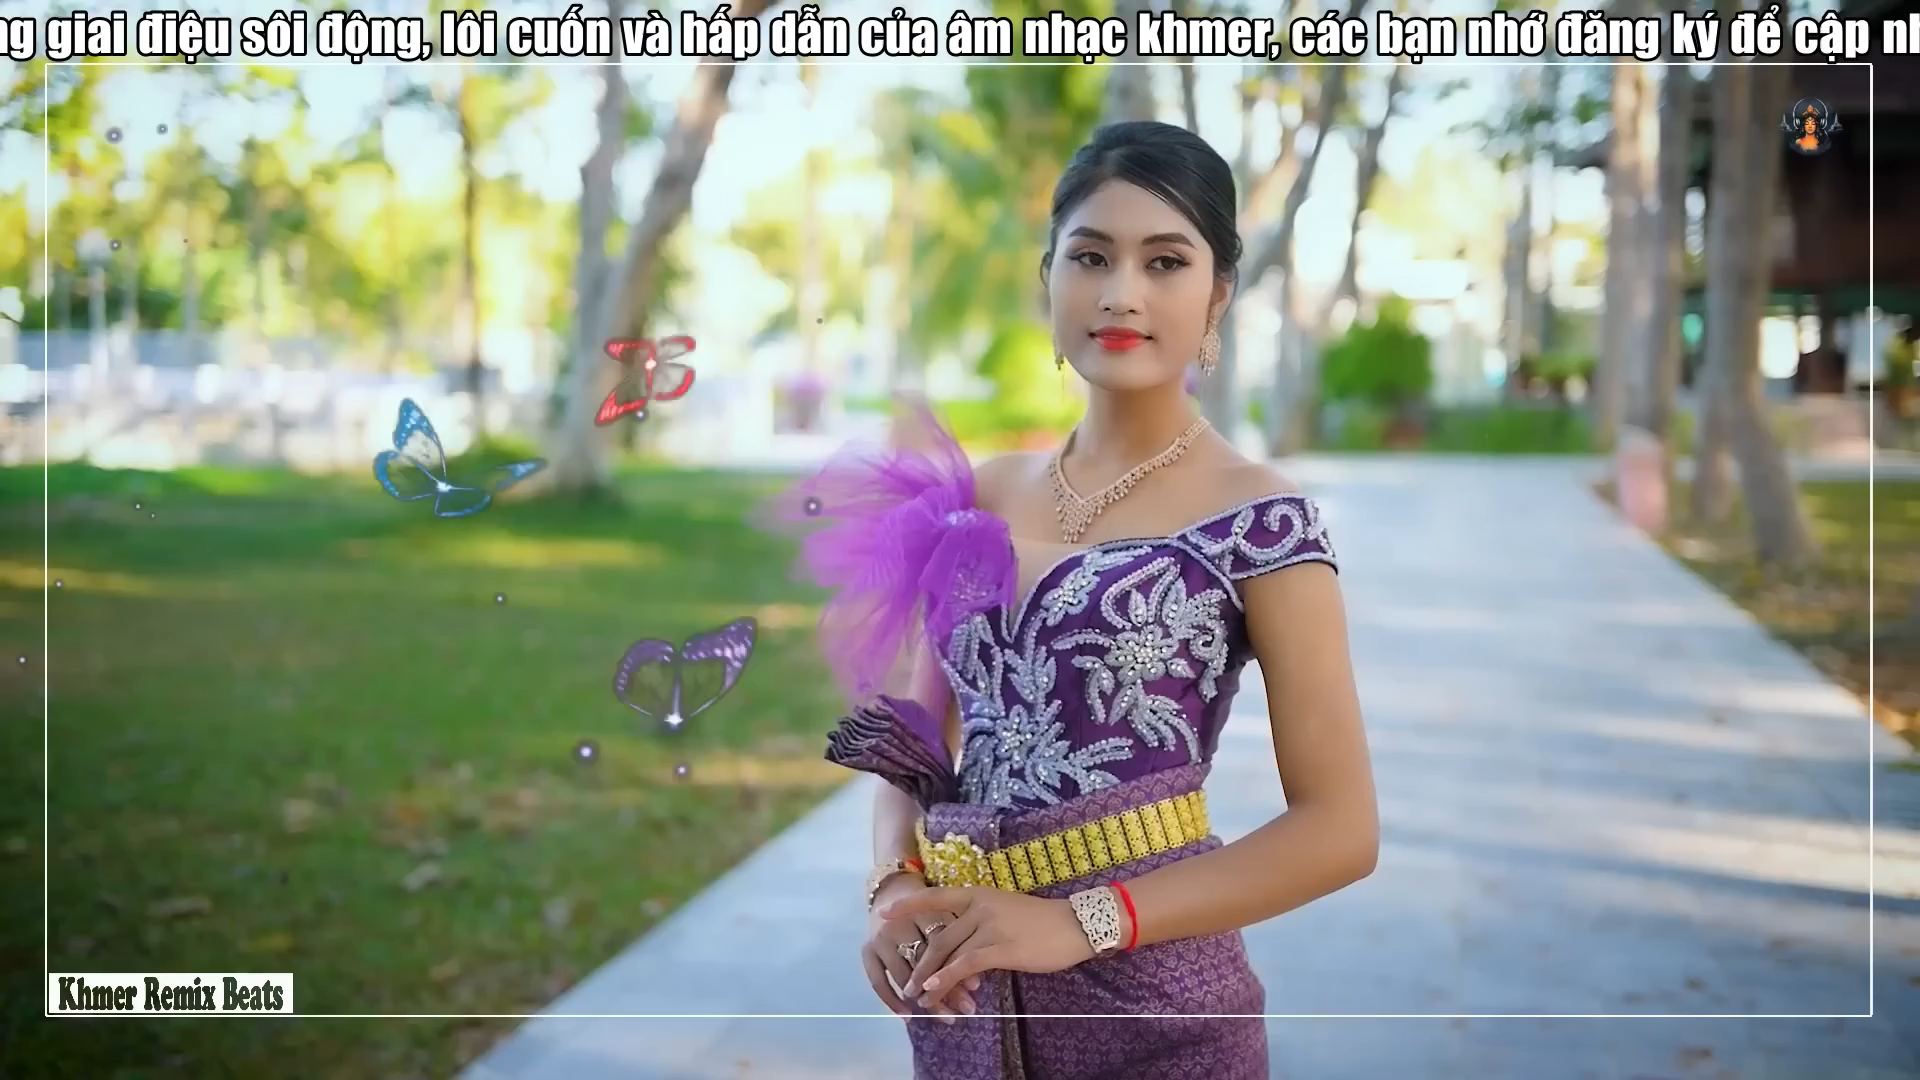 giai điệu sôi động, lôi cuốn và hấp dẫn của âm nhạc khmer, các bạn nhớ đăng ký để cập
Khmer Remix Beats